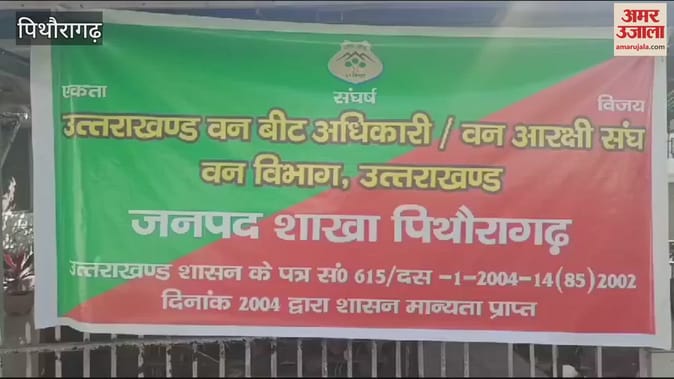 पिथौरागढ़
अमर
उजाला
amarujala.com
एकता संघर्ष विजय
उत्तराखण्ड वन बीट अधिकारी / वन आरक्षी संघ
वन विभाग, उत्तराखण्ड
जनपद शाखा पिथौरागढ़
उत्तराखण्ड शासन के पत्र सं0 615/दस -1-2004-14(85)2002
दिनांक 2004 द्वारा शासन मान्यता प्राप्त